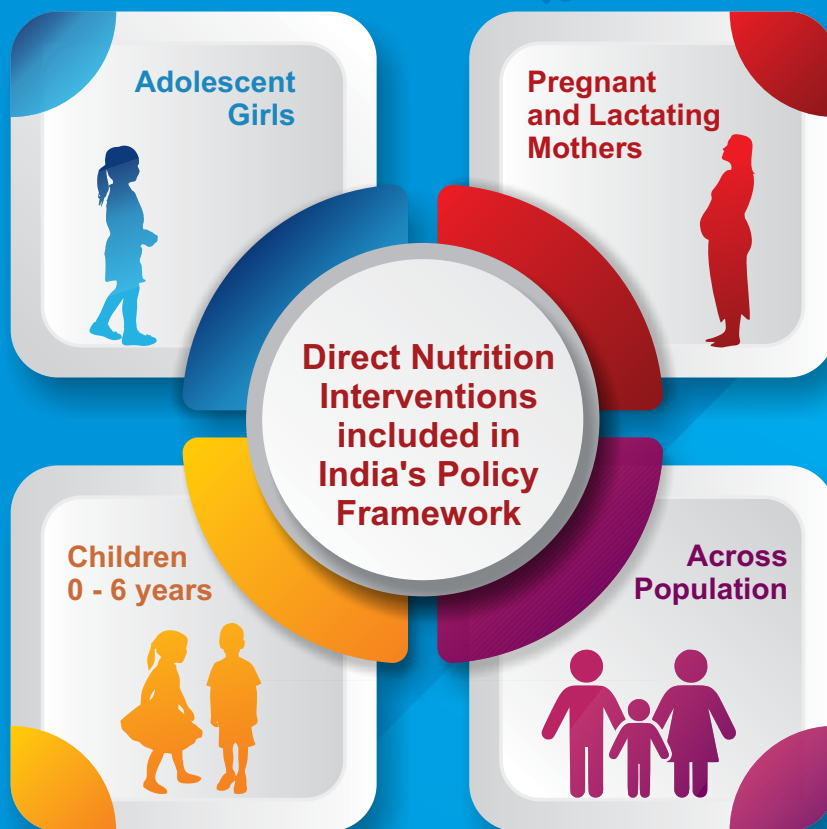 Adolescent
Girls
Pregnant
and Lactating
Mothers
Direct Nutrition
Interventions
included in
India's Policy
Framework
Children
0 - 6 years
Across
Population